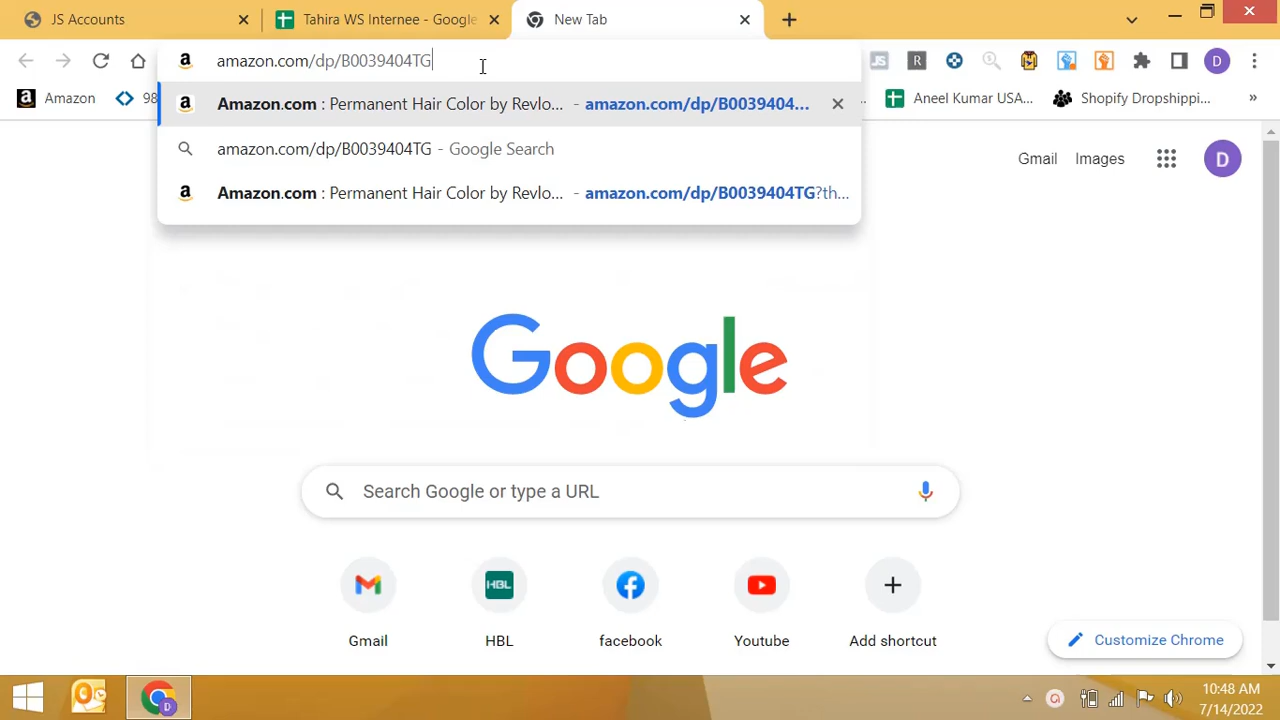 JS Accounts
Tahira WS Internee - Google
New Tab
amazon.com/dp/B0039404TG
JS
R
D
Amazon
98
Amazon.com : Permanent Hair Color by Revlo... - amazon.com/dp/B0039404...
Aneel Kumar USA...
Shopify Dropshippi...
amazon.com/dp/B0039404TG - Google Search
Gmail
Images
D
Amazon.com : Permanent Hair Color by Revlo... - amazon.com/dp/B0039404TG?th...
Google
Search Google or type a URL
HBL
Gmail
HBL
facebook
Youtube
Add shortcut
Customize Chrome
D
10:48 AM
7/14/2022